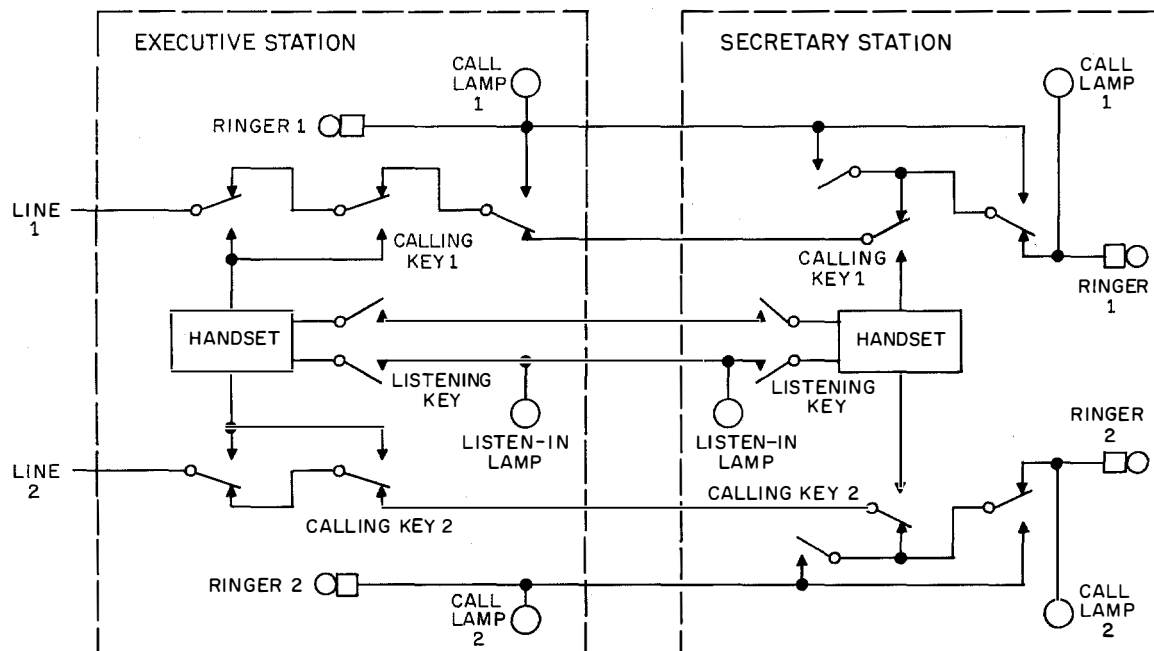 EXECUTIVE STATION
SECRETARY STATION
CALL
LAMP
1
CALL
LAMP
1
RINGER 1
LINE
1
CALLING
KEY 1
CALLING
KEY 1
RINGER
1
HANDSET
HANDSET
LISTENING
KEY
LISTENING
KEY
LISTEN-IN
LAMP
LISTEN-IN
LAMP
RINGER
2
LINE
2
CALLING KEY 2
CALLING KEY 2
RINGER 2
CALL
LAMP
2
CALL
LAMP
2